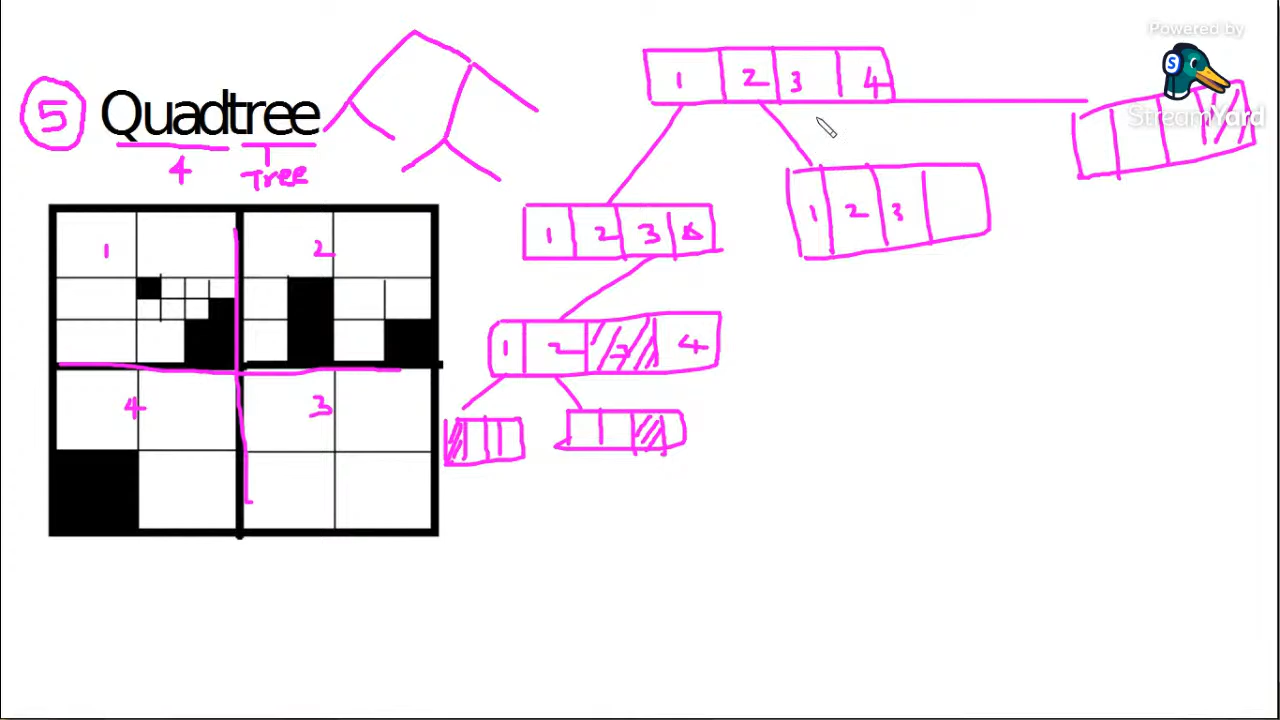 Powered by
StreamYard
S
5 Quadtree
4 Tree
1 2 3 4
1 2 3 4
1 2 3
1 2 3 4
1 2
4 3